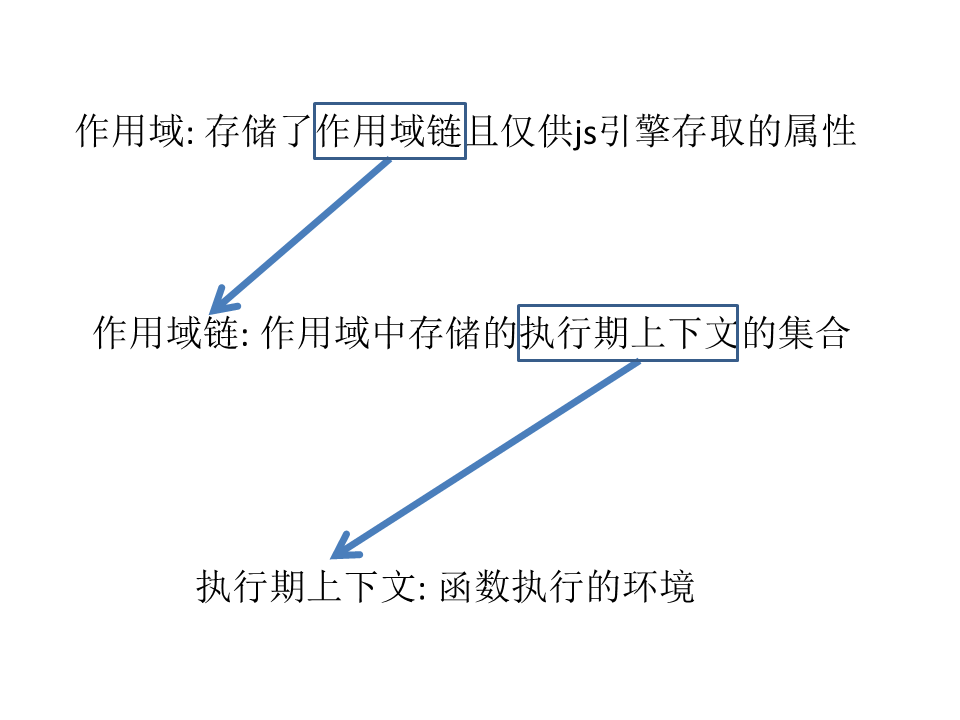 作用域: 存储了作用域链且仅供js引擎存取的属性
作用域链: 作用域中存储的执行期上下文的集合
执行期上下文: 函数执行的环境